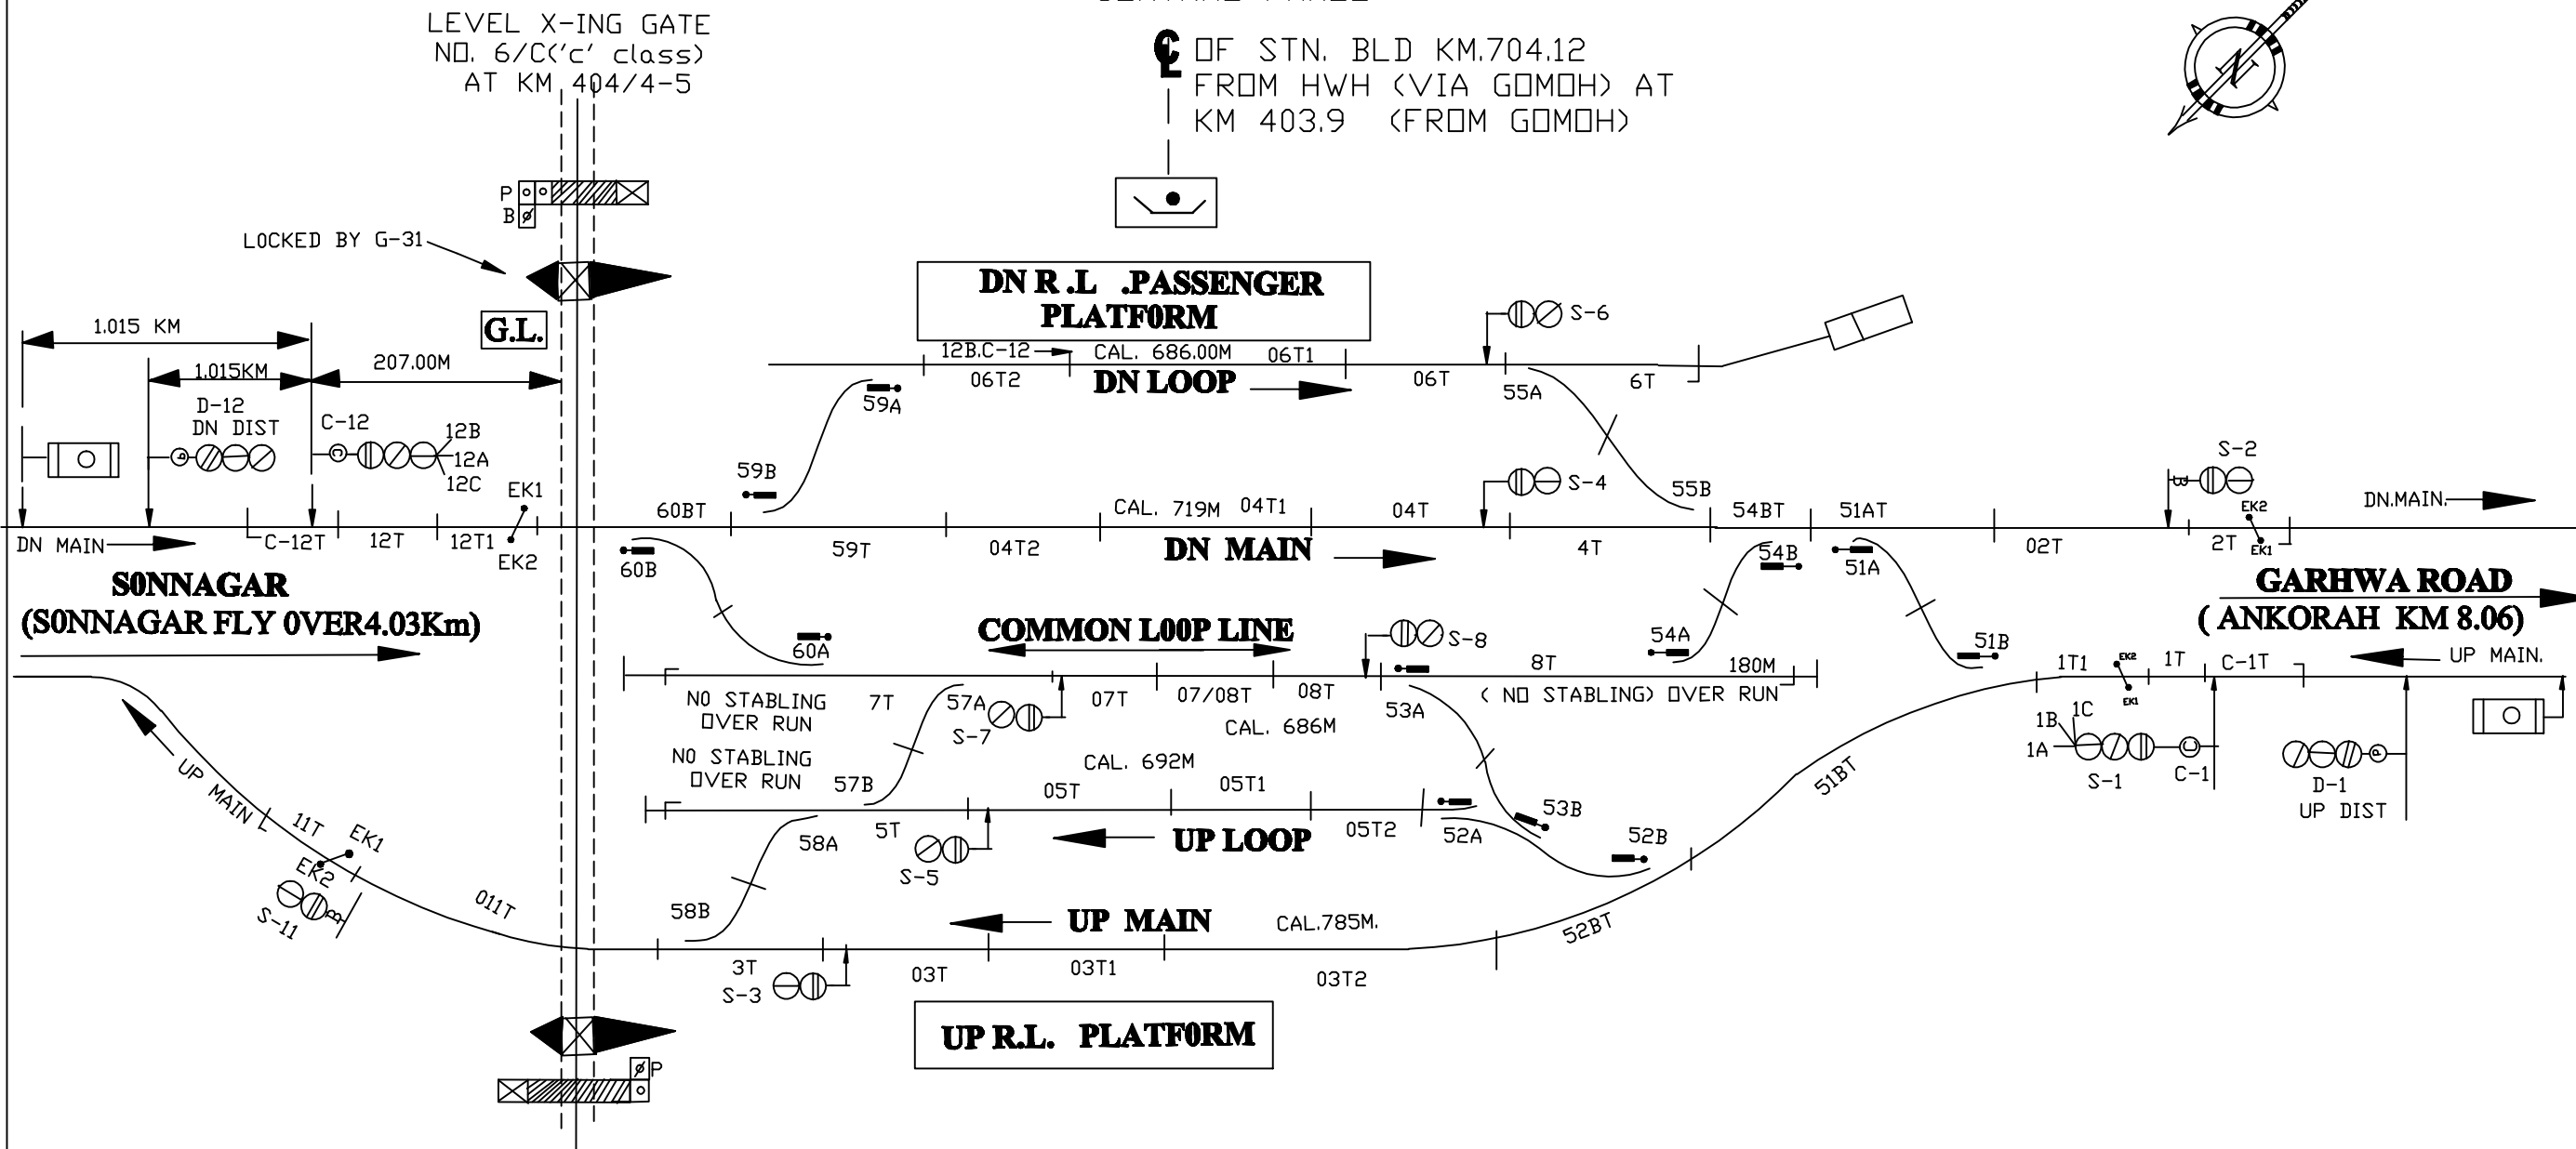 LEVEL X-ING GATE
NO. 6/C('c' class)
AT KM 404/4-5
OF STN. BLD KM.704.12
FROM HWH (VIA GOMOH) AT
KM 403.9 (FROM GOMOH)
N
P
B
LOCKED BY G-31
G.L.
1.015 KM
1.015KM
207.00M
D-12
DN DIST
P
C-12
C
12B
12A
12C
EK1
EK2
DN MAIN
C-12T
12T
12T1
S0NNAGAR
(S0NNAGAR FLY 0VER4.03Km)
DN R .L .PASSENGER
PLATF0RM
12B.C-12
CAL. 686.00M
06T1
06T2
DN LOOP
06T
55A
6T
S-6
59A
59B
60BT
59T
04T2
CAL. 719M
04T1
04T
DN MAIN
S-4
4T
55B
54BT
51AT
54B
51A
02T
S-2
B
EK2
EK1
2T
DN.MAIN.
GARHWA ROAD
( ANKORAH KM 8.06)
60B
60A
COMMON L00P LINE
S-8
54A
51B
8T
180M
( NO STABLING) OVER RUN
53A
NO STABLING
OVER RUN
7T
57A
S-7
07T
07/08T
08T
CAL. 686M
NO STABLING
OVER RUN
57B
CAL. 692M
05T
05T1
05T2
5T
58A
S-5
UP LOOP
52A
53B
52B
1T1
EK2
EK1
1T
C-1T
UP MAIN.
1B
1C
1A
S-1
C
C-1
P
D-1
UP DIST
51BT
52BT
UP MAIN
11T
EK1
EK2
S-11
B
011T
58B
3T
S-3
UP MAIN
CAL.785M.
03T
03T1
03T2
UP R.L. PLATF0RM
P